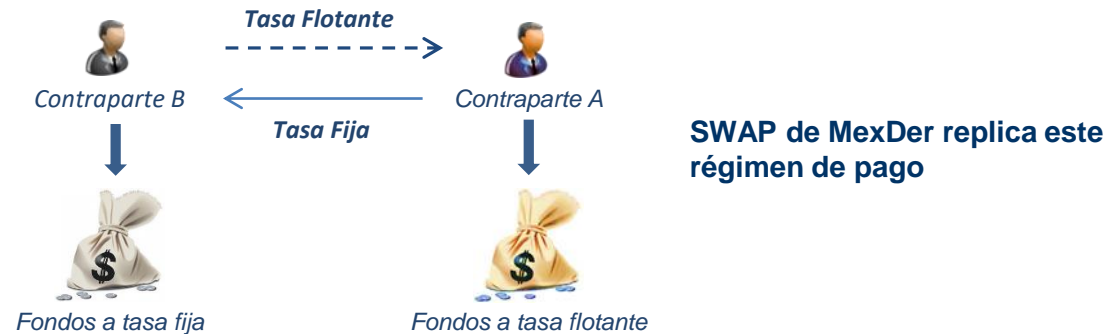 Tasa Flotante
Contraparte B
Contraparte A
Tasa Fija
SWAP de MexDer replica este
régimen de pago
$
$
Fondos a tasa fija
Fondos a tasa flotante